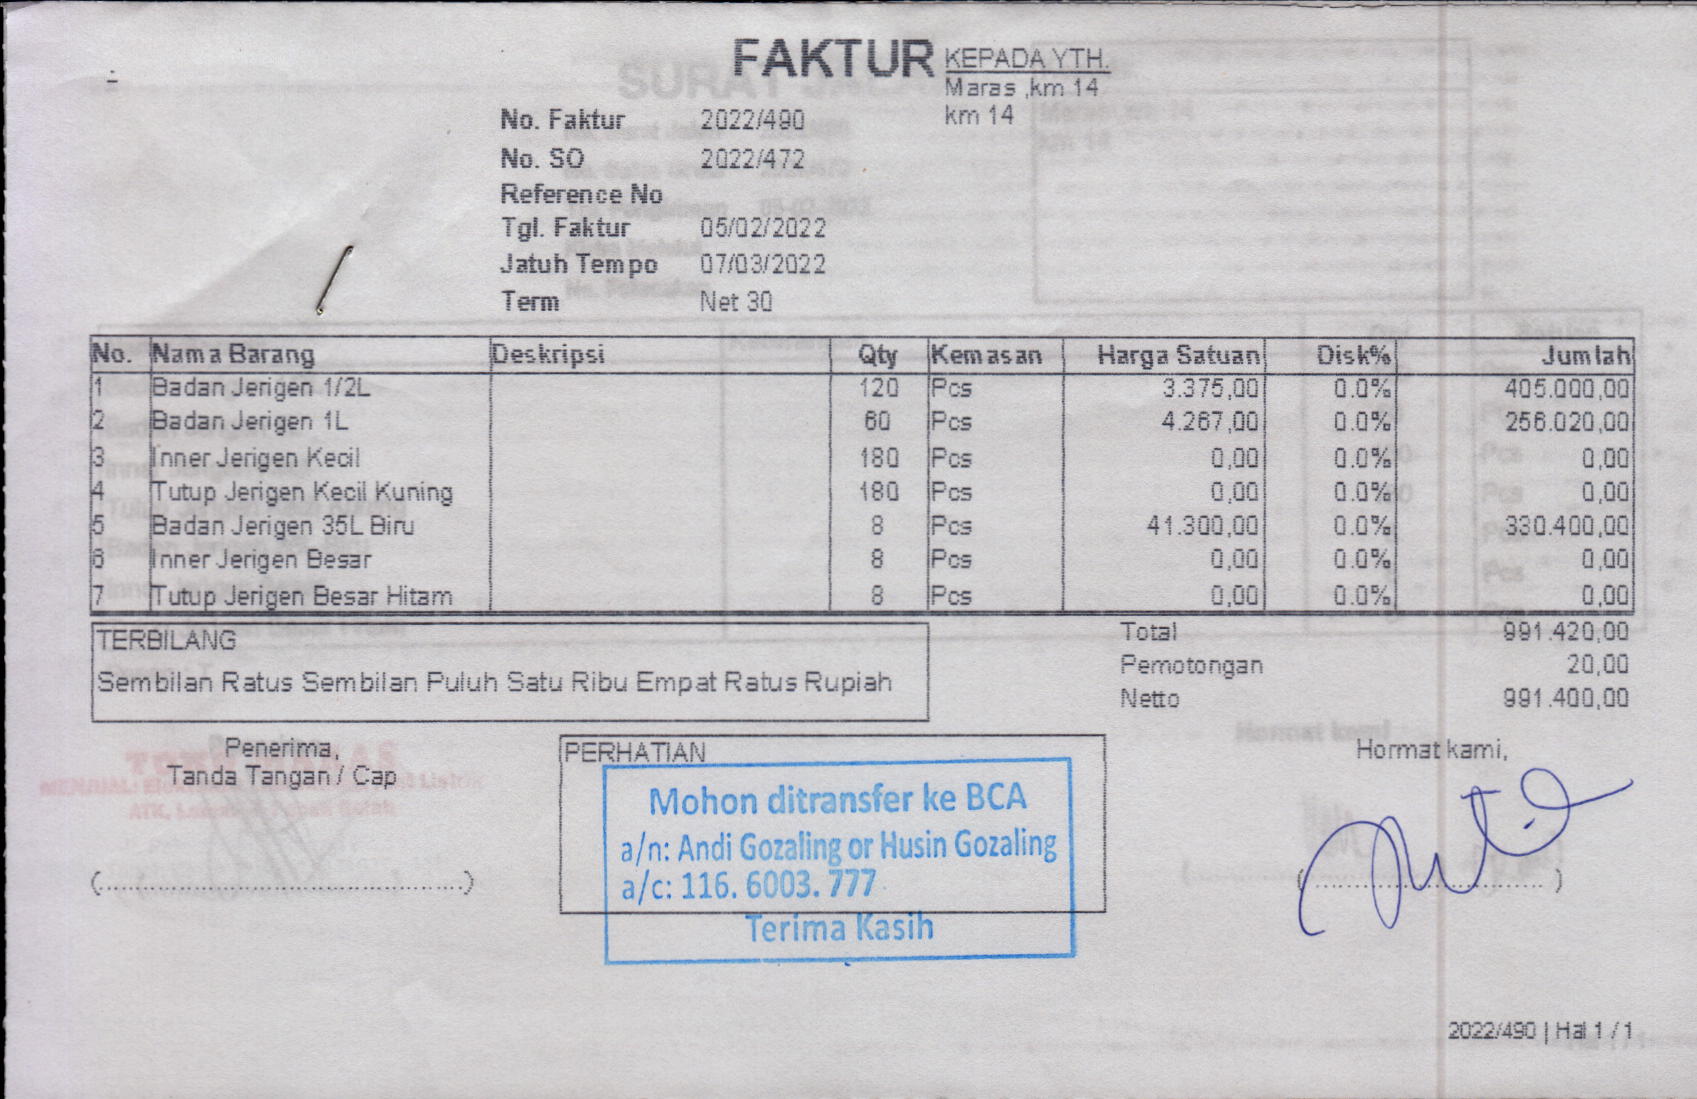 FAKTUR
KEPADA YTH.
Maras ,km 14
km 14
No. Faktur 2022/490
No. SO 2022/472
Reference No
Tgl. Faktur 05/02/2022
Jatuh Tempo 07/03/2022
Term Net 30
No. Nama Barang Deskripsi Qty Kemasan Harga Satuan Disk% Jumlah
1 Badan Jerigen 1/2L 120 Pcs 3.375,00 0.0% 405.000,00
2 Badan Jerigen 1L 60 Pcs 4.267,00 0.0% 256.020,00
3 Inner Jerigen Kecil 180 Pcs 0,00 0.0% 0,00
4 Tutup Jerigen Kecil Kuning 180 Pcs 0,00 0.0% 0,00
5 Badan Jerigen 35L Biru 8 Pcs 41.300,00 0.0% 330.400,00
6 Inner Jerigen Besar 8 Pcs 0,00 0.0% 0,00
7 Tutup Jerigen Besar Hitam 8 Pcs 0,00 0.0% 0,00
TERBILANG
Sembilan Ratus Sembilan Puluh Satu Ribu Empat Ratus Rupiah
Total 991.420,00
Pemotongan 20,00
Netto 991.400,00
Penerima,
Tanda Tangan / Cap
(....................................................)
PERHATIAN
Mohon ditransfer ke BCA
a/n: Andi Gozaling or Husin Gozaling
a/c: 116. 6003. 777
Terima Kasih
Hormat kami,
(................................)
2022/490 | Hal 1 / 1